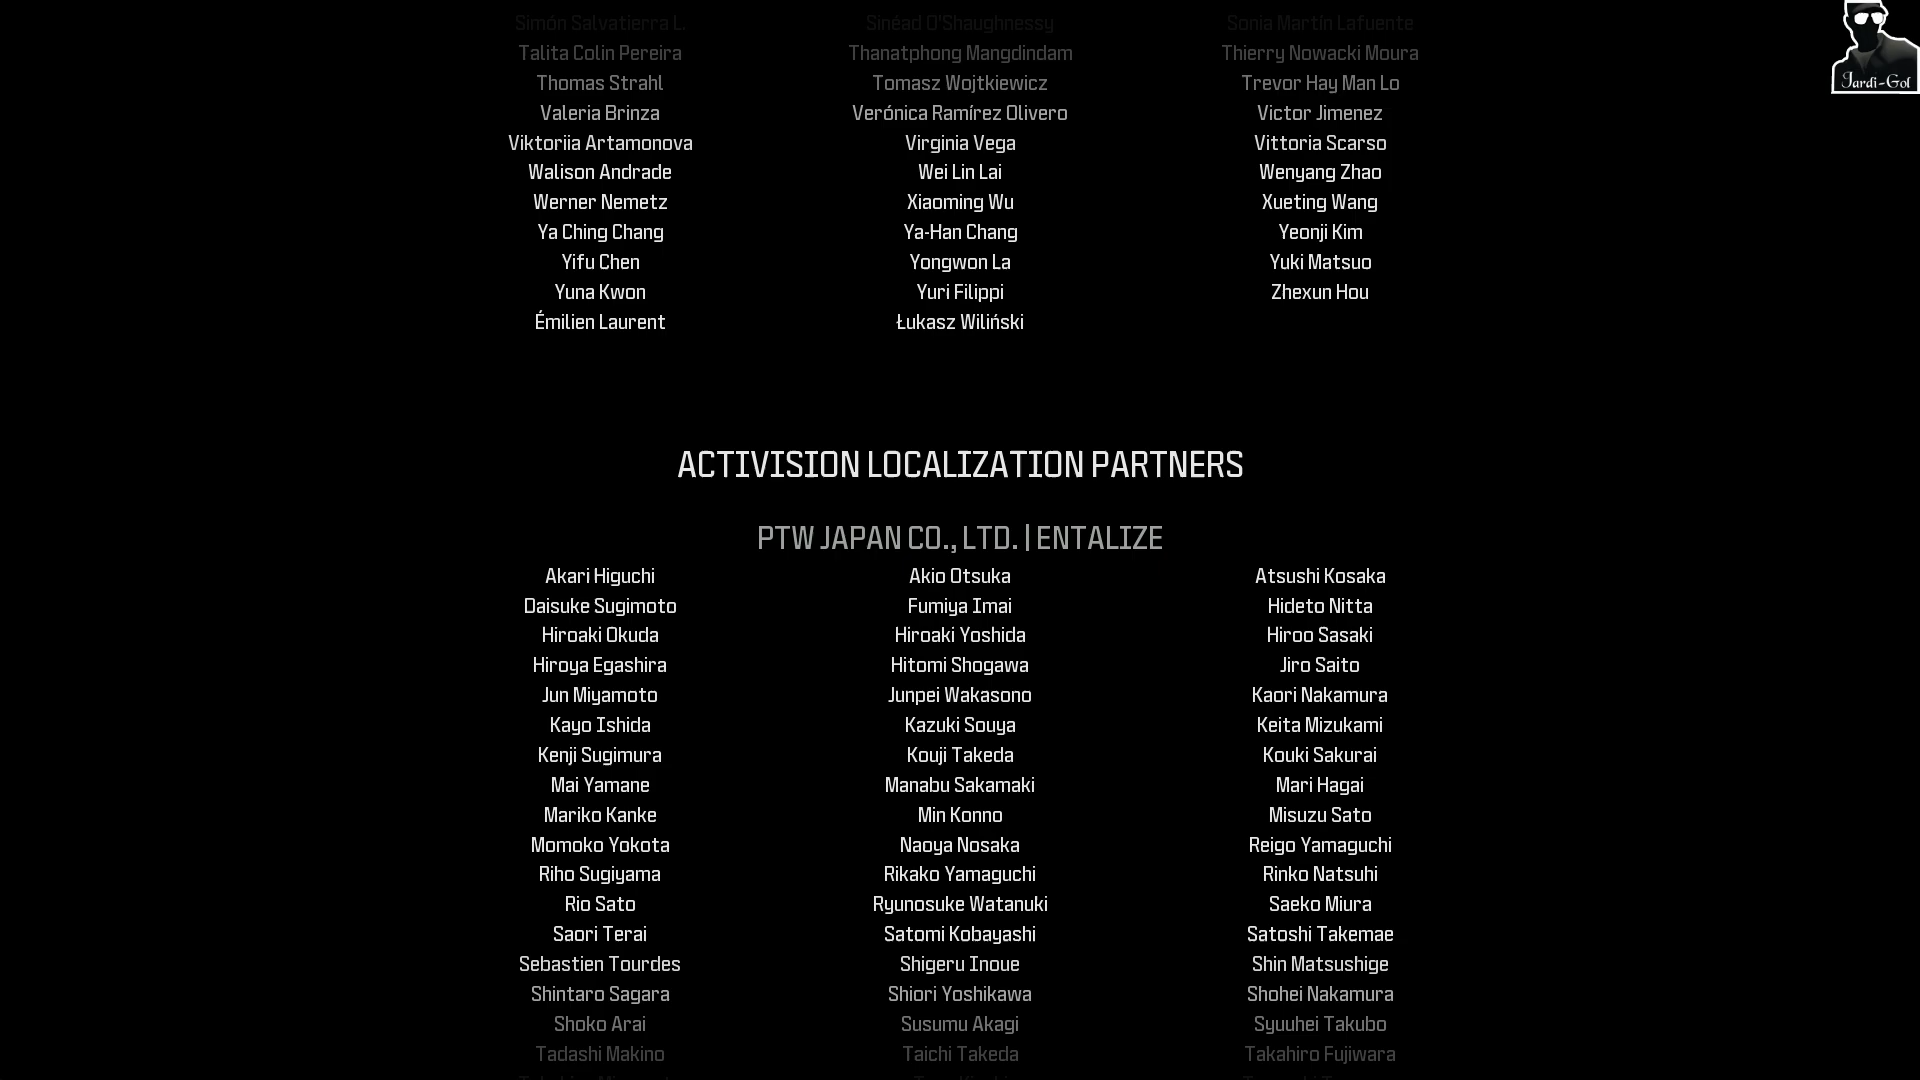 Simón Salvatierra L. Sinéad O'Shaughnessy Sonia Martín Lafuente
Talita Colin Pereira Thanatphong Mangdindam Thierry Nowacki Moura
Thomas Strahl Tomasz Wojtkiewicz Trevor Hay Man Lo
Valeria Brinza Verónica Ramírez Olivero Victor Jimenez
Viktoriia Artamonova Virginia Vega Vittoria Scarso
Walison Andrade Wei Lin Lai Wenyang Zhao
Werner Nemetz Xiaoming Wu Xueting Wang
Ya Ching Chang Ya-Han Chang Yeonji Kim
Yifu Chen Yongwon La Yuki Matsuo
Yuna Kwon Yuri Filippi Zhexun Hou
Émilien Laurent Łukasz Wiliński
Jardi-Gol
ACTIVISION LOCALIZATION PARTNERS
PTW JAPAN CO., LTD. | ENTALIZE
Akari Higuchi Akio Otsuka Atsushi Kosaka
Daisuke Sugimoto Fumiya Imai Hideto Nitta
Hiroaki Okuda Hiroaki Yoshida Hiroo Sasaki
Hiroya Egashira Hitomi Shogawa Jiro Saito
Jun Miyamoto Junpei Wakasono Kaori Nakamura
Kayo Ishida Kazuki Souya Keita Mizukami
Kenji Sugimura Kouji Takeda Kouki Sakurai
Mai Yamane Manabu Sakamaki Mari Hagai
Mariko Kanke Min Konno Misuzu Sato
Momoko Yokota Naoya Nosaka Reigo Yamaguchi
Riho Sugiyama Rikako Yamaguchi Rinko Natsuhi
Rio Sato Ryunosuke Watanuki Saeko Miura
Saori Terai Satomi Kobayashi Satoshi Takemae
Sebastien Tourdes Shigeru Inoue Shin Matsushige
Shintaro Sagara Shiori Yoshikawa Shohei Nakamura
Shoko Arai Susumu Akagi Syuuhei Takubo
Tadashi Makino Taichi Takeda Takahiro Fujiwara